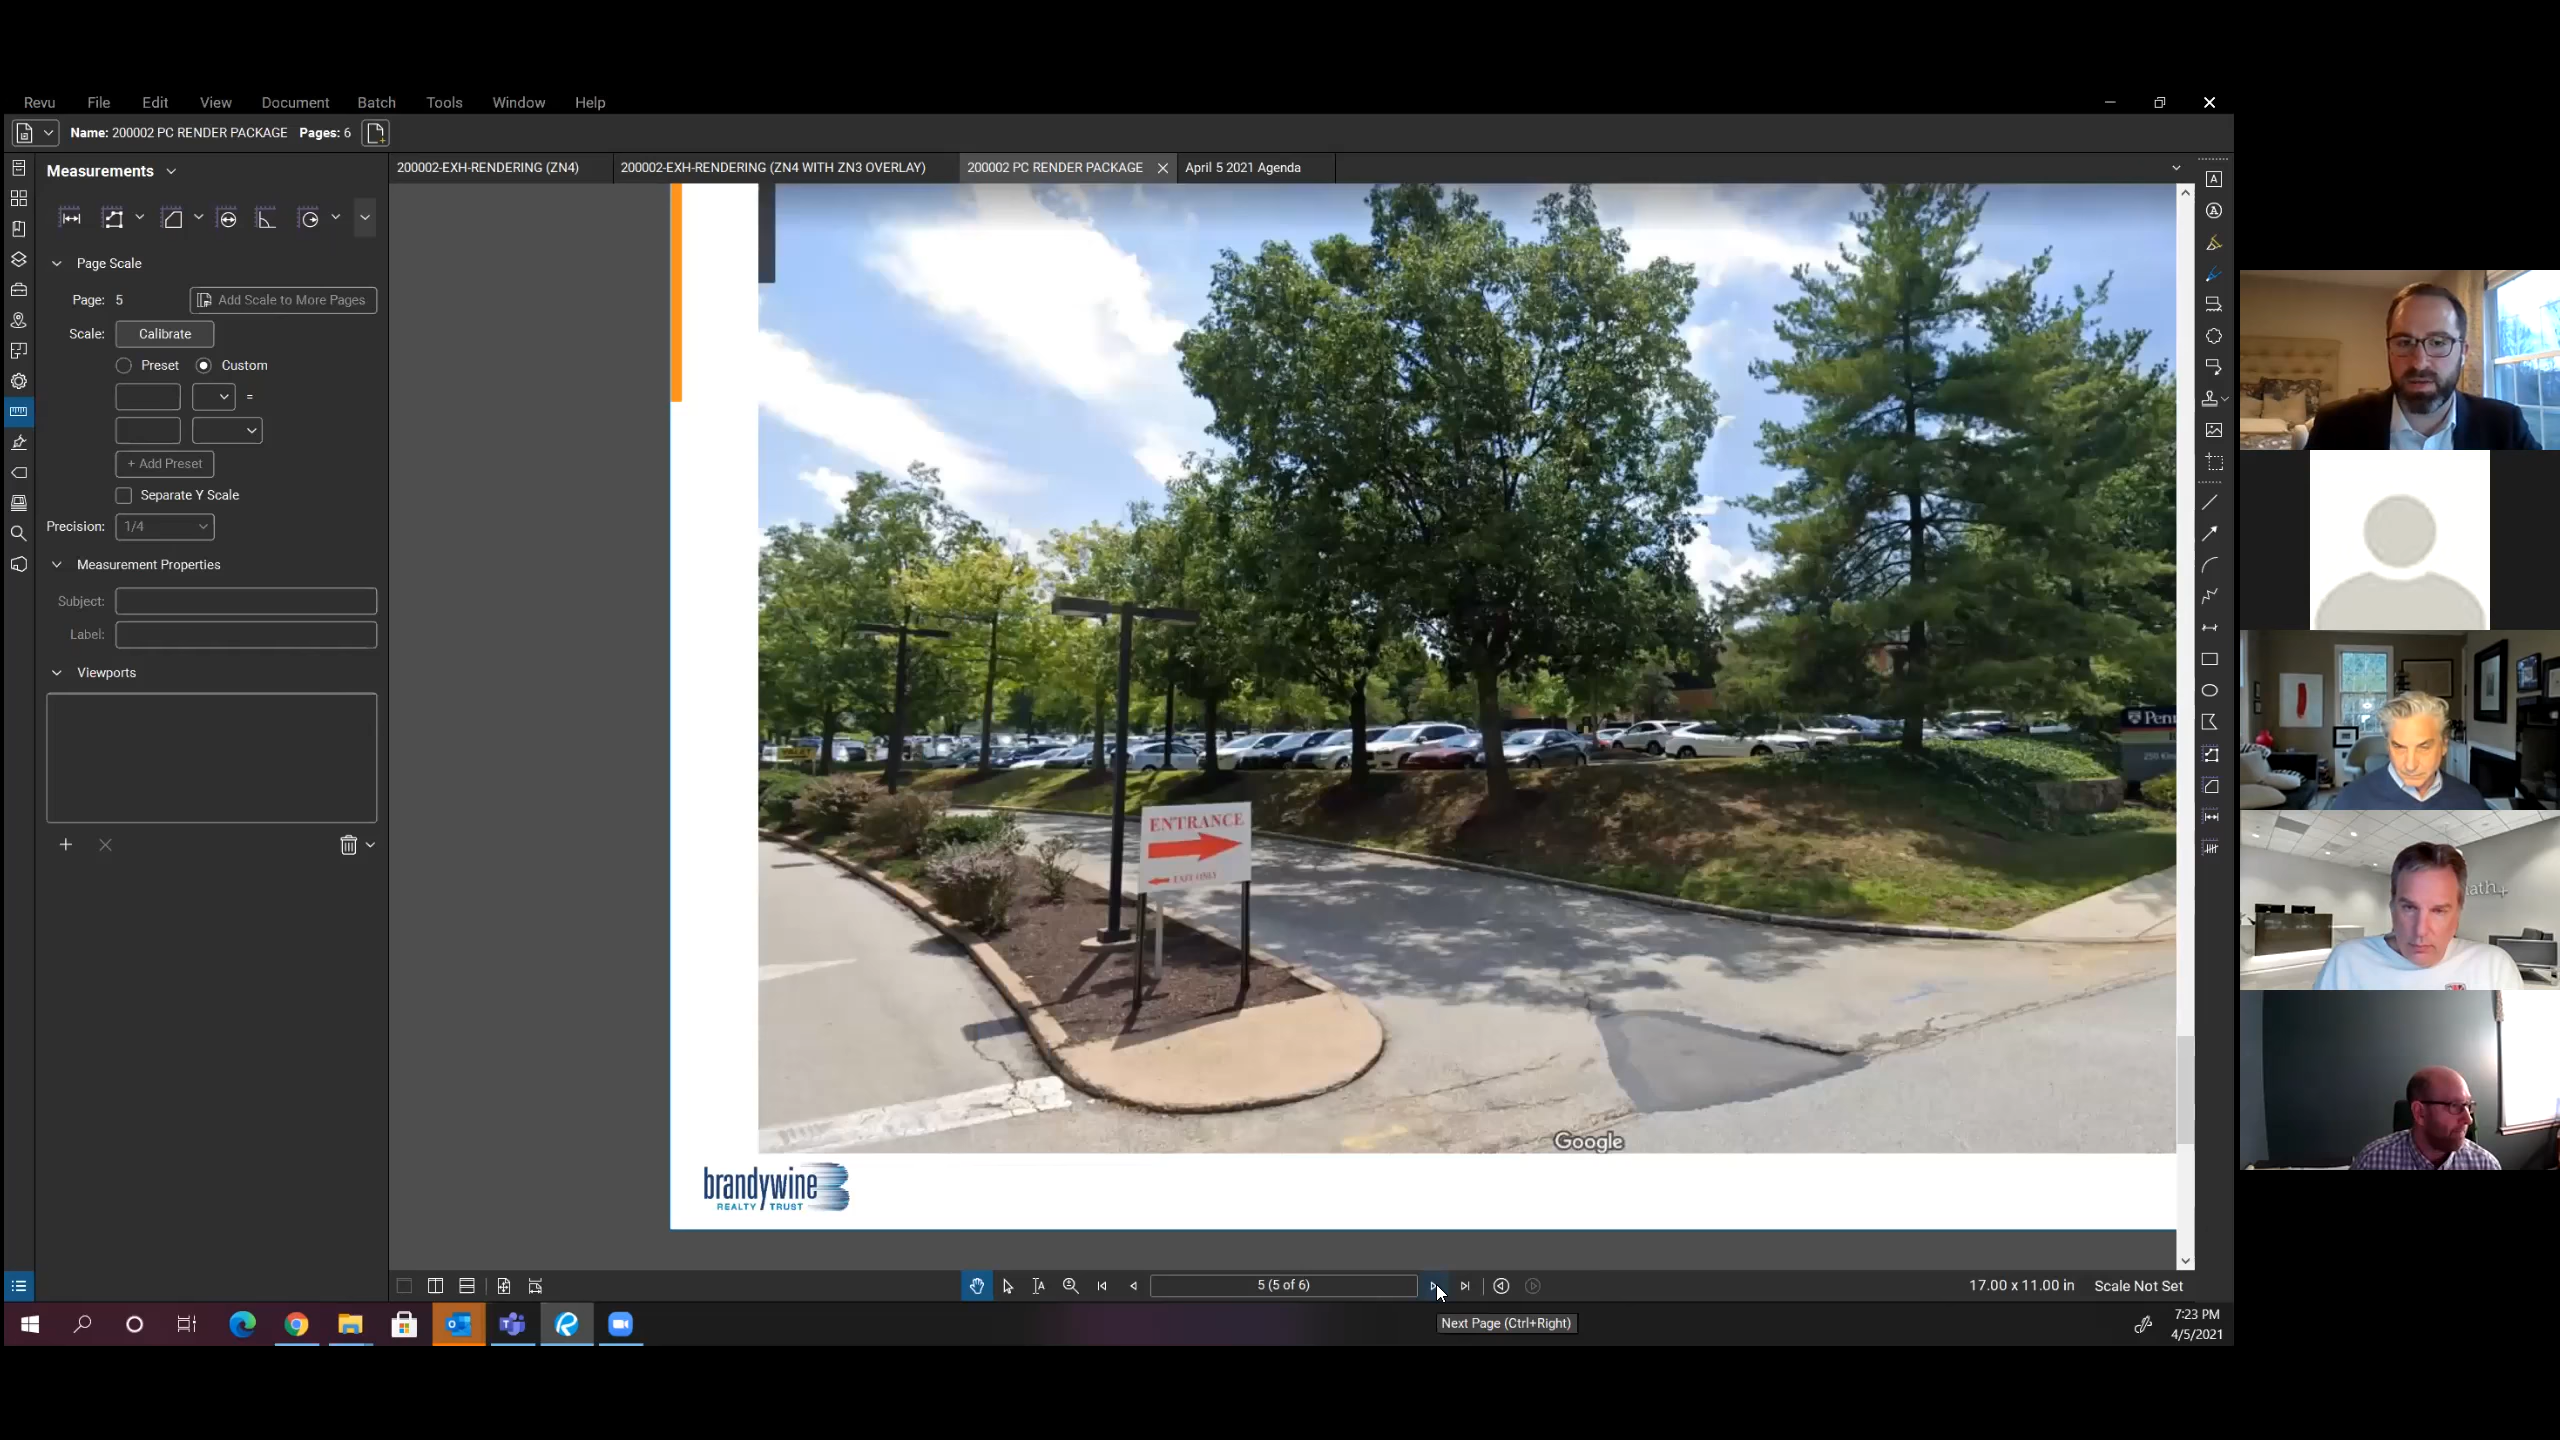 Revu File Edit View Document Batch Tools Window Help
Name: 200002 PC RENDER PACKAGE Pages: 6
Measurements
200002-EXH-RENDERING (ZN4) 200002-EXH-RENDERING (ZN4 WITH ZN3 OVERLAY) 200002 PC RENDER PACKAGE April 5 2021 Agenda
Page Scale
Page: 5 Add Scale to More Pages
Scale: Calibrate
Preset Custom
=
+ Add Preset
Separate Y Scale
Precision: 1/4
Measurement Properties
Subject:
Label:
Viewports
Penn
ENTRANCE
EXIT ONLY
Google
brandywine
REALTY TRUST
5 (5 of 6)
17.00 x 11.00 in Scale Not Set
Next Page (Ctrl+Right)
7:23 PM
4/5/2021